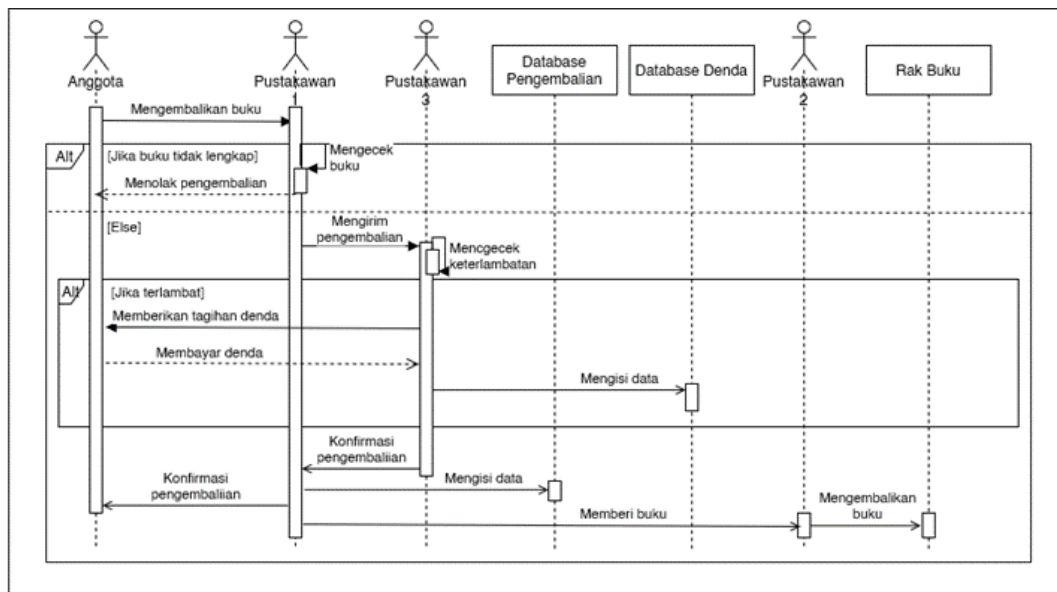 Anggota
Pustakawan
1
Pustakawan
3
Database
Pengembalian
Database Denda
Pustakawan
2
Rak Buku
Mengembalikan buku
Alt
[Jika buku tidak lengkap]
Mengecek
buku
Menolak pengembalian
[Else]
Mengirim
pengembalian
Mencgecek
keterlambatan
Alt
[Jika terlambat]
Memberikan tagihan denda
Membayar denda
Mengisi data
Konfirmasi
pengembaliian
Mengisi data
Konfirmasi
pengembaliian
Memberi buku
Mengembalikan
buku